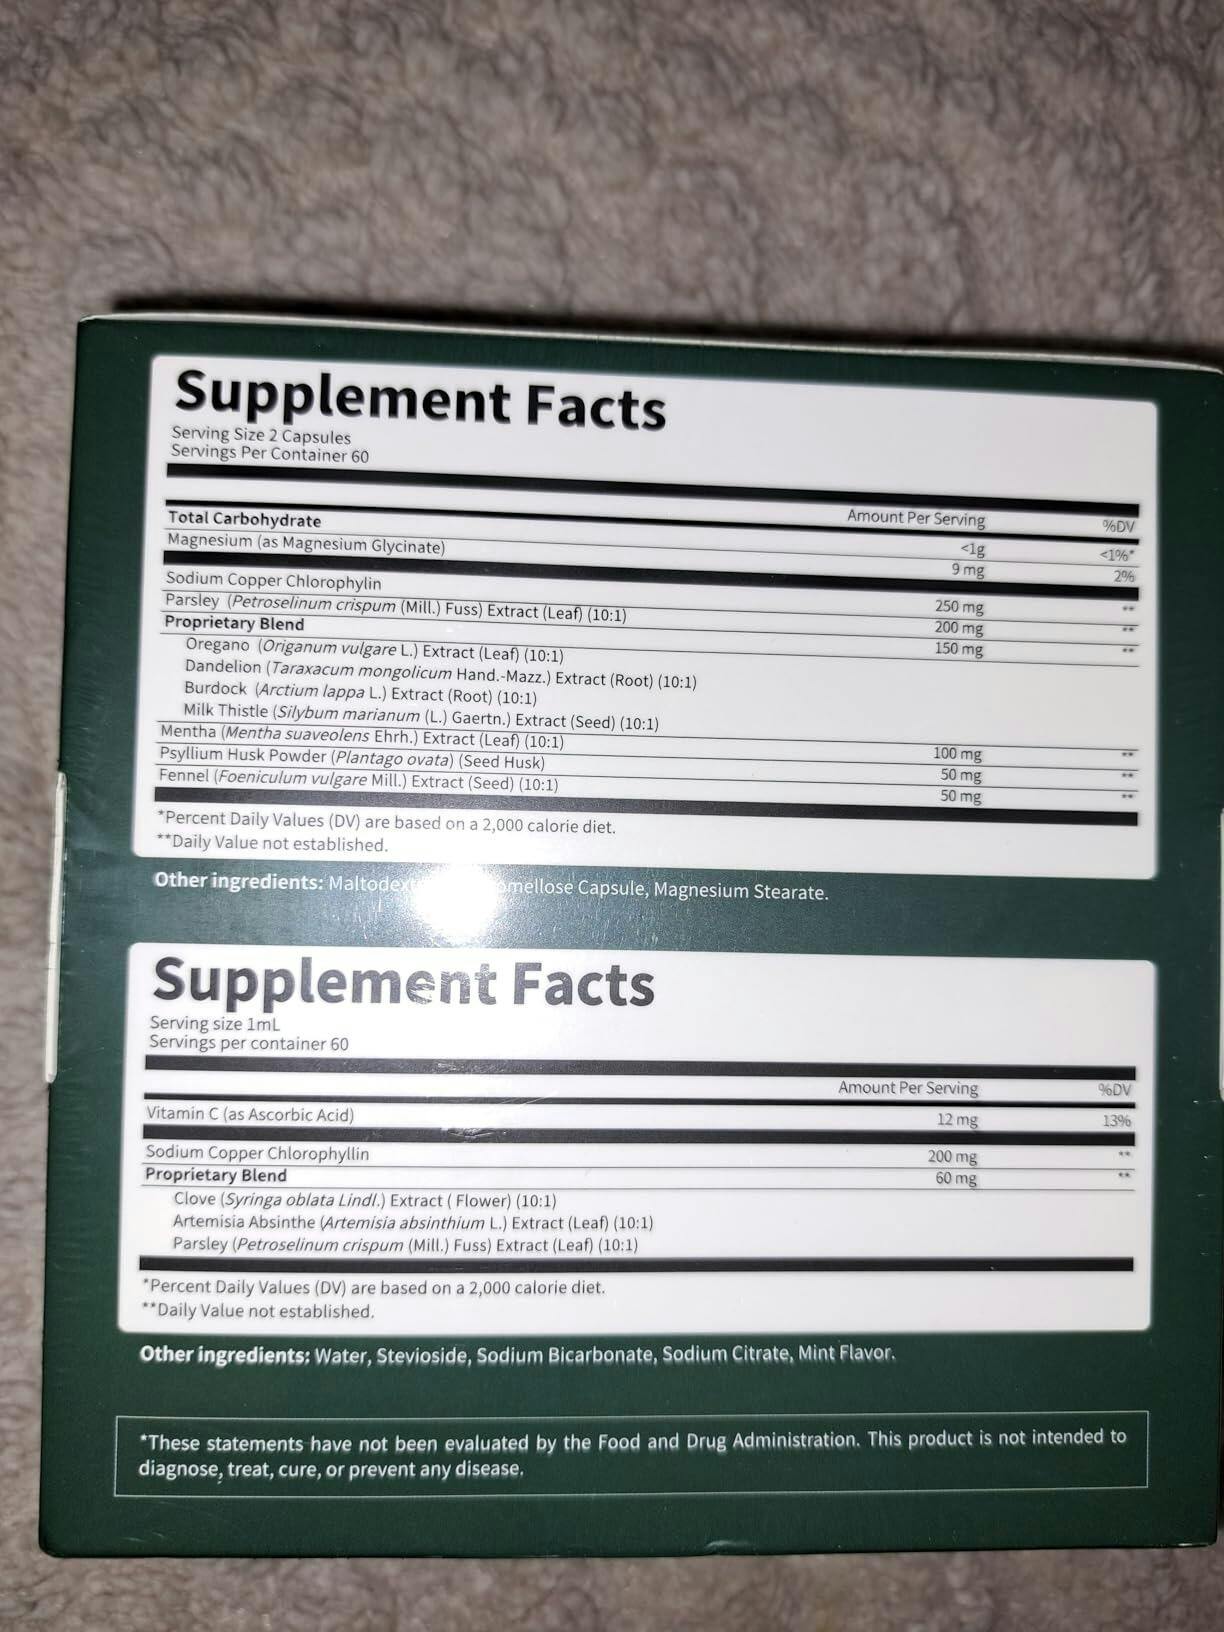 Supplement Facts
Serving Size 2 Capsules
Servings Per Container 60
Amount Per Serving %DV
Total Carbohydrate <1g <1%*
Magnesium (as Magnesium Glycinate) 9 mg 2%
Sodium Copper Chlorophylin 250 mg **
Parsley (Petroselinum crispum (Mill.) Fuss) Extract (Leaf) (10:1) 200 mg **
Proprietary Blend 150 mg **
Oregano (Origanum vulgare L.) Extract (Leaf) (10:1)
Dandelion (Taraxacum mongolicum Hand.-Mazz.) Extract (Root) (10:1)
Burdock (Arctium lappa L.) Extract (Root) (10:1)
Milk Thistle (Silybum marianum (L.) Gaertn.) Extract (Seed) (10:1)
Mentha (Mentha suaveolens Ehrh.) Extract (Leaf) (10:1) 100 mg **
Psyllium Husk Powder (Plantago ovata) (Seed Husk) 50 mg **
Fennel (Foeniculum vulgare Mill.) Extract (Seed) (10:1) 50 mg **
*Percent Daily Values (DV) are based on a 2,000 calorie diet.
**Daily Value not established.
Other ingredients: Capsule, Magnesium Stearate.
Supplement Facts
Serving size 1mL
Servings per container 60
Amount Per Serving %DV
Vitamin C (as Ascorbic Acid) 12 mg 13%
Sodium Copper Chlorophyllin 200 mg **
Proprietary Blend 60 mg **
Clove (Syringa oblata Lindl.) Extract ( Flower) (10:1)
Artemisia Absinthe (Artemisia absinthium L.) Extract (Leaf) (10:1)
Parsley (Petroselinum crispum (Mill.) Fuss) Extract (Leaf) (10:1)
*Percent Daily Values (DV) are based on a 2,000 calorie diet.
**Daily Value not established.
Other ingredients: Water, Stevioside, Sodium Bicarbonate, Sodium Citrate, Mint Flavor.
*These statements have not been evaluated by the Food and Drug Administration. This product is not intended to
diagnose, treat, cure, or prevent any disease.